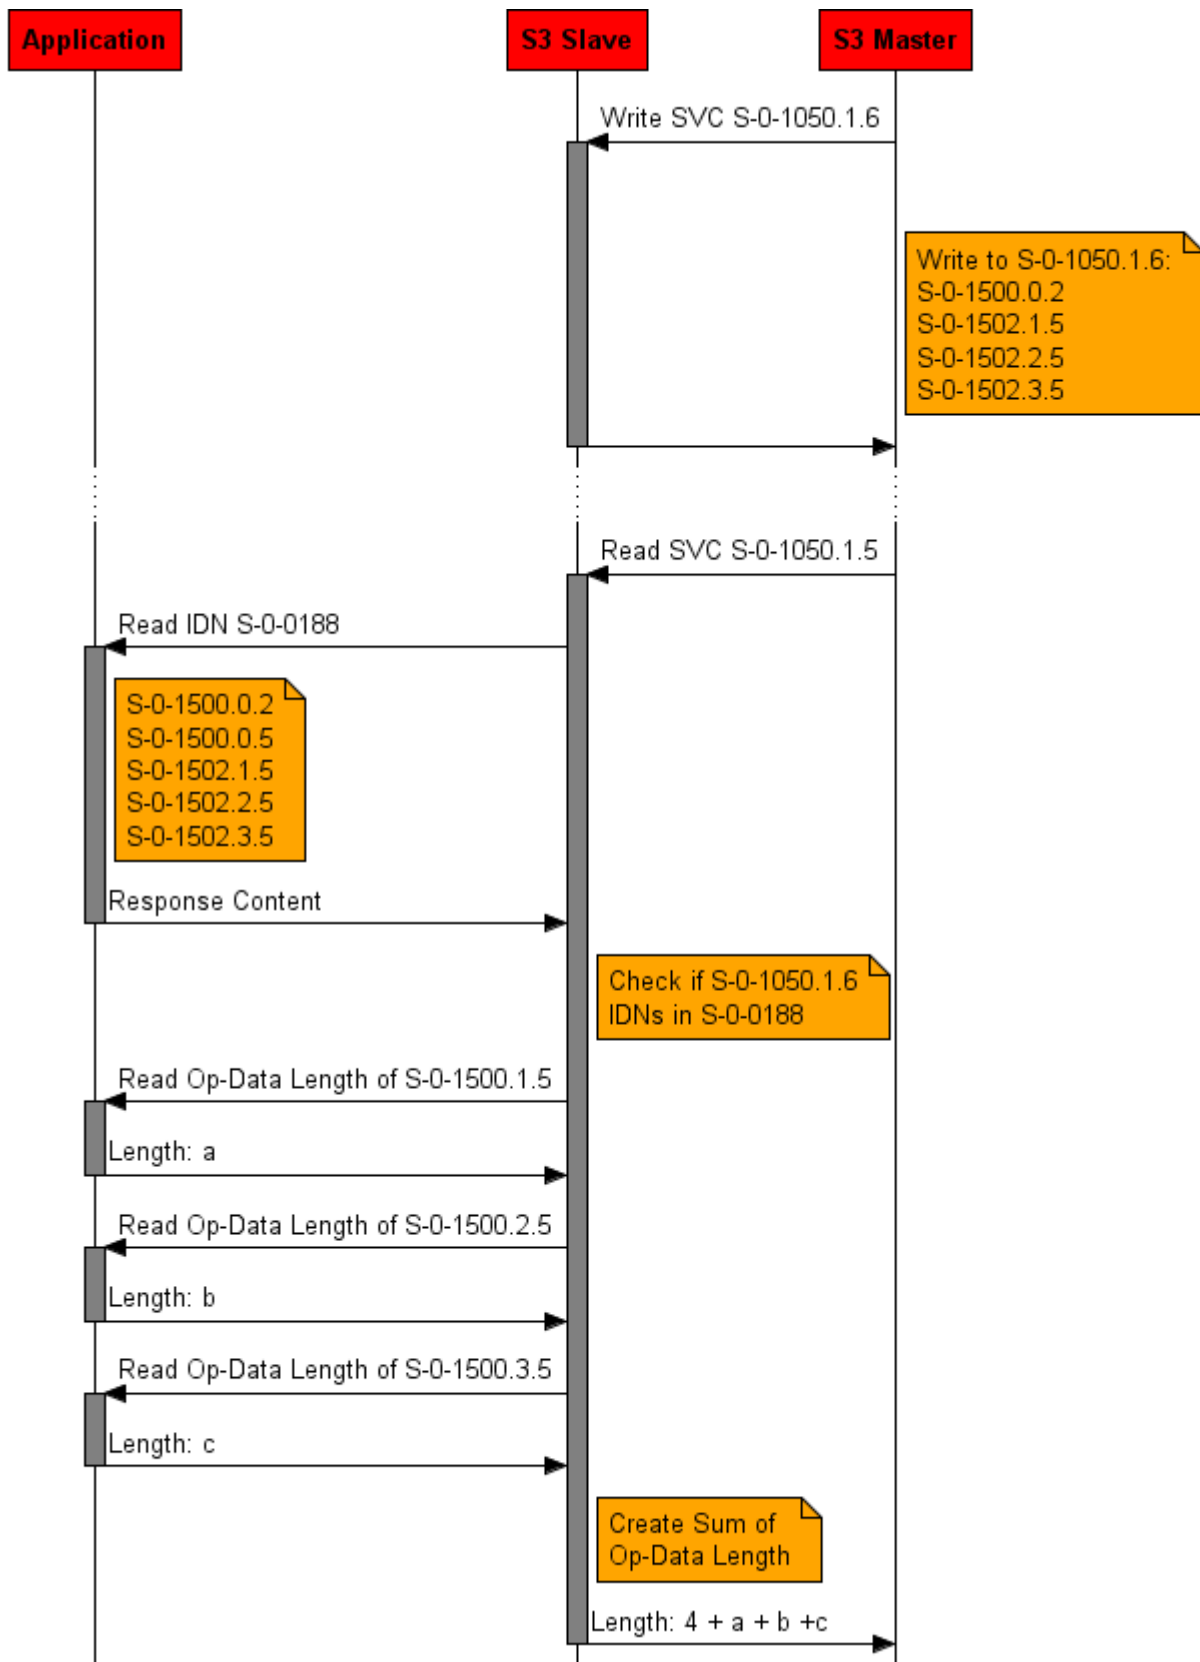 Application
S3 Slave
S3 Master
Write SVC S-0-1050.1.6
Write to S-0-1050.1.6:
S-0-1500.0.2
S-0-1502.1.5
S-0-1502.2.5
S-0-1502.3.5
Read SVC S-0-1050.1.5
Read IDN S-0-0188
S-0-1500.0.2
S-0-1500.0.5
S-0-1502.1.5
S-0-1502.2.5
S-0-1502.3.5
Response Content
Check if S-0-1050.1.6
IDNs in S-0-0188
Read Op-Data Length of S-0-1500.1.5
Length: a
Read Op-Data Length of S-0-1500.2.5
Length: b
Read Op-Data Length of S-0-1500.3.5
Length: c
Create Sum of
Op-Data Length
Length: 4 + a + b +c